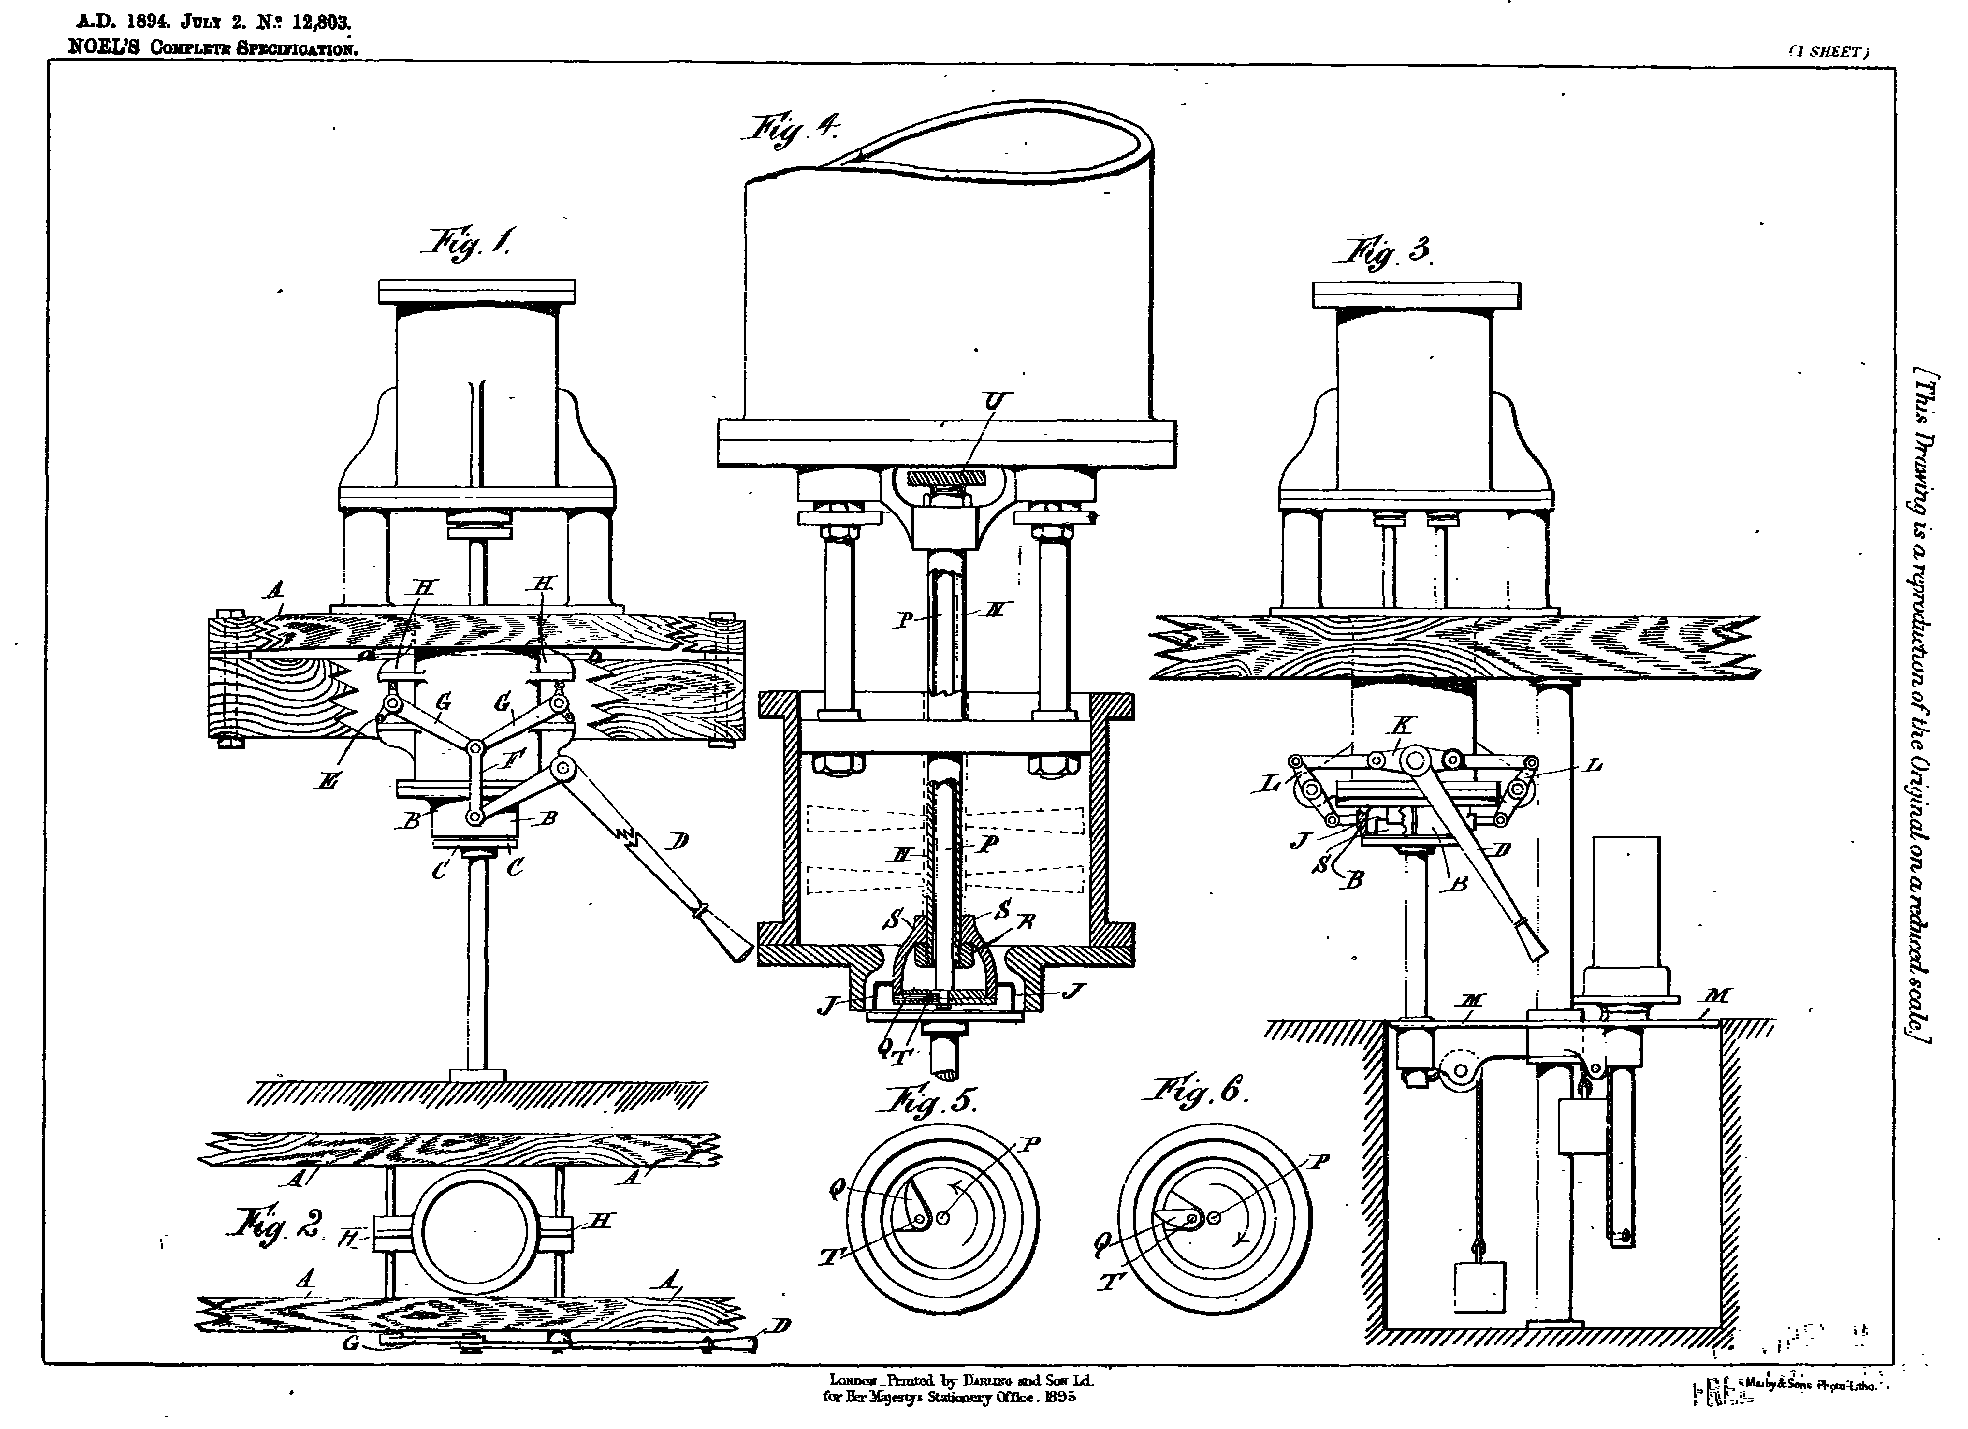 A.D. 1894. JULY 2. No. 12,803.
NOEL'S COMPLETE SPECIFICATION.
(1 SHEET)
Fig. 1.
A
H
H
G
G
E
F
B
B
D
C
C
Fig. 2
A
A
H
H
A
A
G
D
Fig. 4.
U
P
N
N
P
S
S
R
J
J
Q
T
Fig. 5.
P
Q
T
Fig. 6.
P
Q
T
Fig. 3.
K
L
L
J
S
B
B
D
M
M
[This Drawing is a reproduction of the Original on a reduced scale.]
LONDON. Printed by DARLING and SON Ld.
for Her Majesty's Stationery Office. 1895
Malby & Sons Photo-Litho.